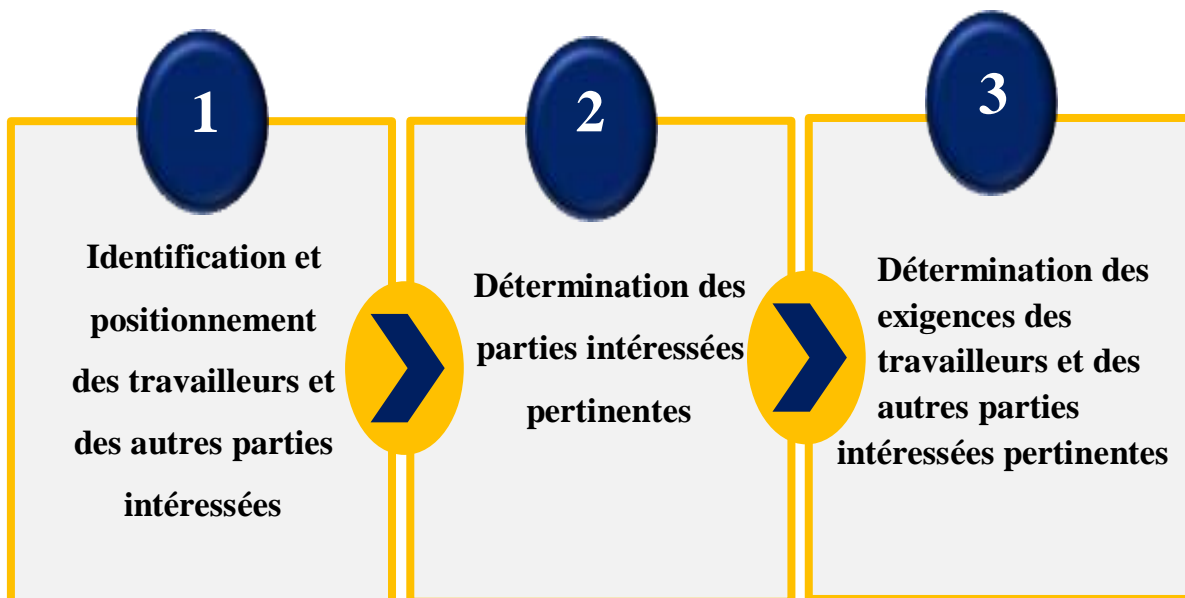 1
Identification et
positionnement
des travailleurs et
des autres parties
intéressées
2
Détermination des
parties intéressées
pertinentes
3
Détermination des
exigences des
travailleurs et des
autres parties
intéressées pertinentes